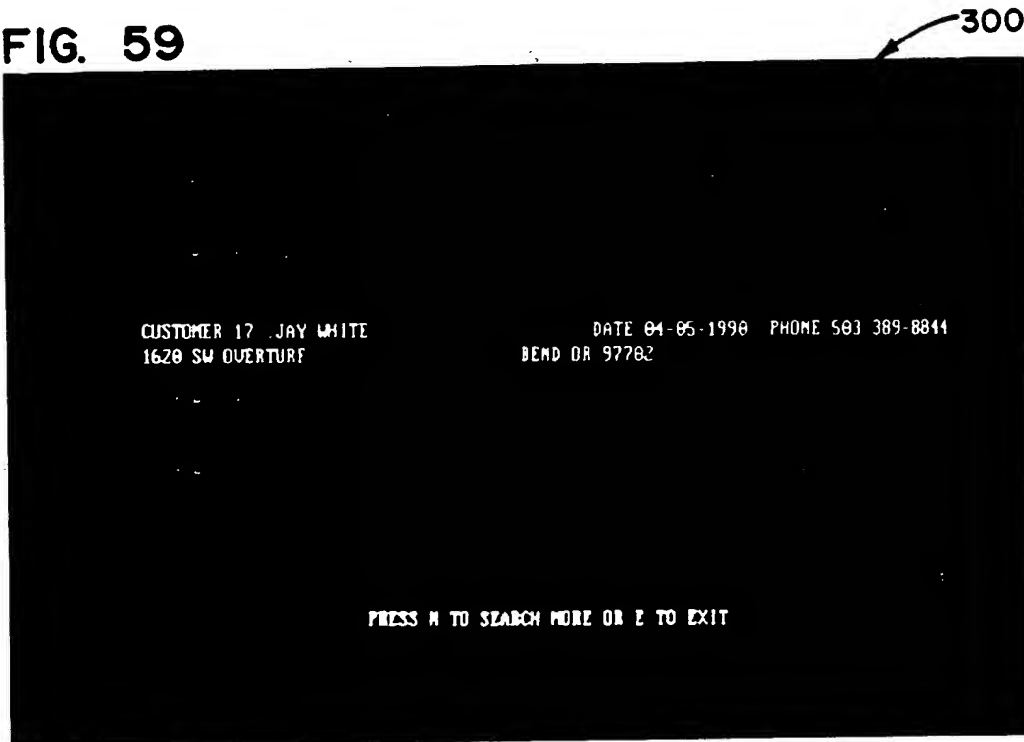 FIG. 59
300
CUSTOMER 17 JAY WHITE DATE 04-05-1990 PHONE 503 389-8844
1620 SW OVERTURF BEND OR 97702
PRESS M TO SEARCH MORE OR E TO EXIT